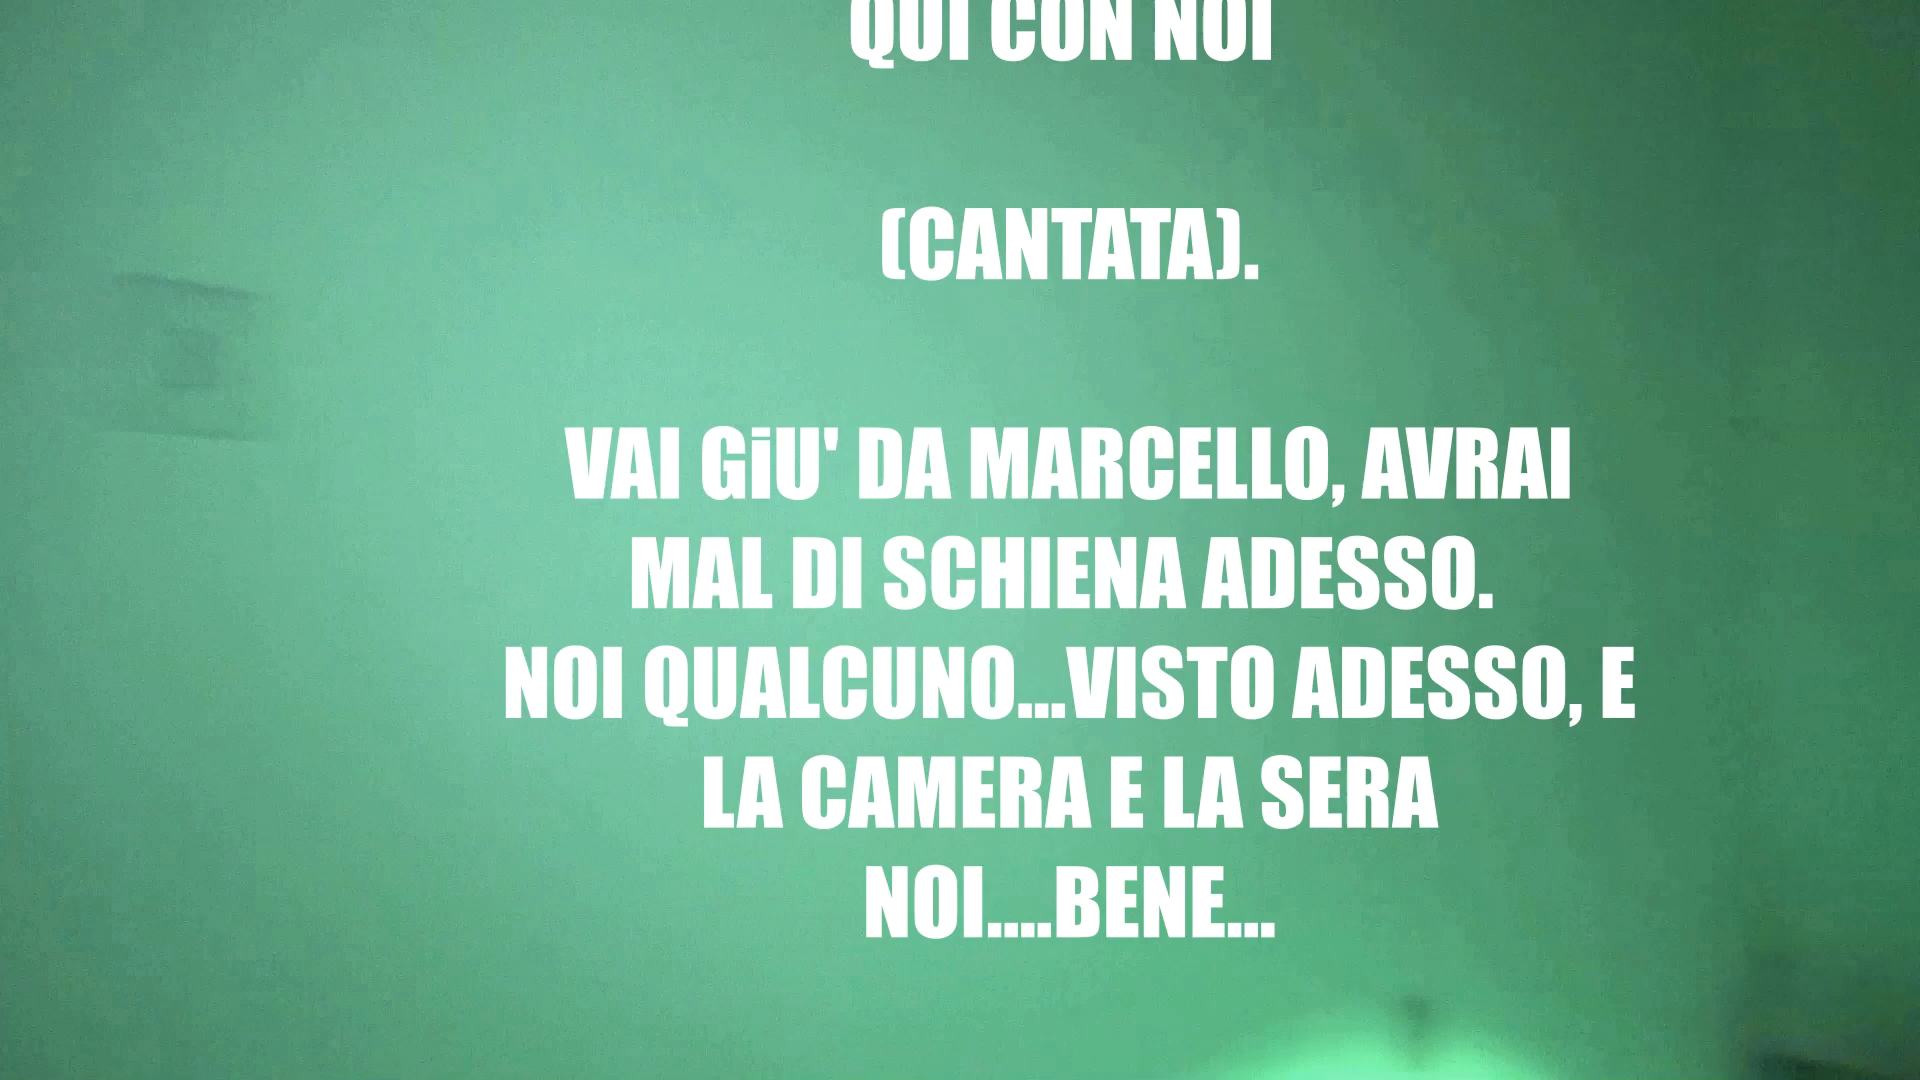 QUI CON NOI
(CANTATA).
VAI GiU' DA MARCELLO, AVRAI
MAL DI SCHIENA ADESSO.
NOI QUALCUNO...VISTO ADESSO, E
LA CAMERA E LA SERA
NOI....BENE...